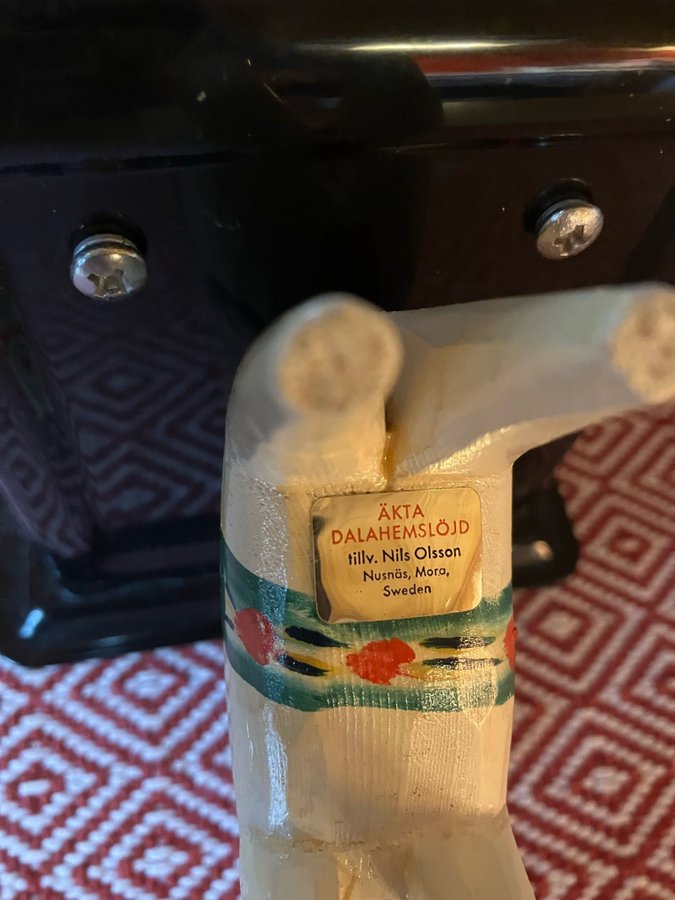 ÄKTA
DALAHEMSLÖJD
tillv. Nils Olsson
Nusnäs, Mora,
Sweden